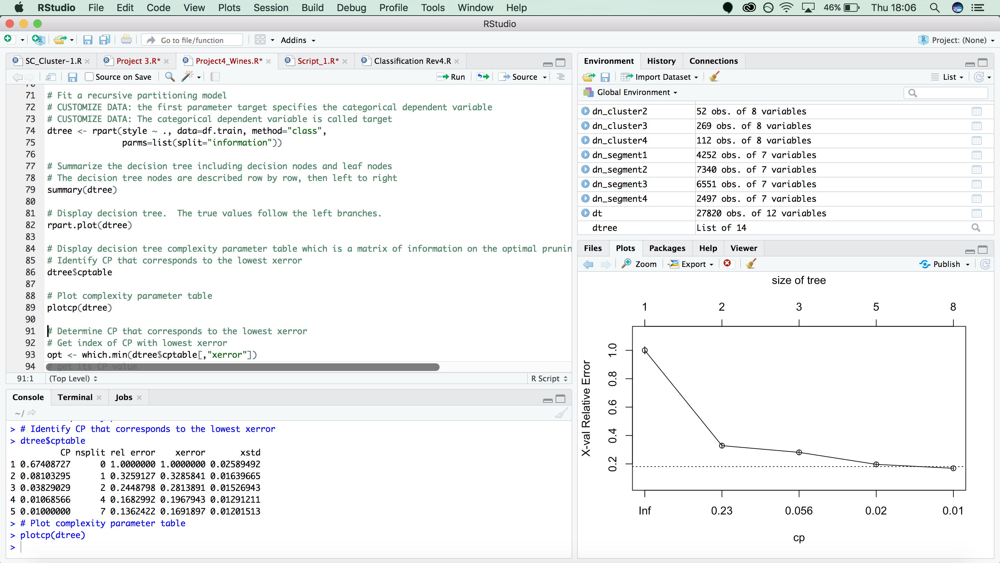 RStudio File Edit Code View Plots Session Build Debug Profile Tools Window Help 46% Thu 18:06
RStudio
Go to file/function Addins Project: (None)
SC_Cluster-1.R Project 3.R* Project4_Wines.R* Script_1.R* Classification Rev4.R
Source on Save Run Source
71 # Fit a recursive partitioning model
72 # CUSTOMIZE DATA: the first parameter target specifies the categorical dependent variable
73 # CUSTOMIZE DATA: The categorical dependent variable is called target
74 dtree <- rpart(style ~ ., data=df.train, method="class",
75 parms=list(split="information"))
76
77 # Summarize the decision tree including decision nodes and leaf nodes
78 # The decision tree nodes are described row by row, then left to right
79 summary(dtree)
80
81 # Display decision tree.  The true values follow the left branches.
82 rpart.plot(dtree)
83
84 # Display decision tree complexity parameter table which is a matrix of information on the optimal prunin
85 # Identify CP that corresponds to the lowest xerror
86 dtree$cptable
87
88 # Plot complexity parameter table
89 plotcp(dtree)
90
91 # Determine CP that corresponds to the lowest xerror
92 # Get index of CP with lowest xerror
93 opt <- which.min(dtree$cptable[,"xerror"])
94 # get its CP value
91:1 (Top Level) R Script
Console Terminal Jobs
~/
> # Identify CP that corresponds to the lowest xerror
> dtree$cptable
CP nsplit rel error xerror xstd
1 0.67408727 0 1.0000000 1.0000000 0.02589492
2 0.08103295 1 0.3259127 0.3285841 0.01639665
3 0.03829029 2 0.2448798 0.2813891 0.01526943
4 0.01068566 4 0.1682992 0.1967943 0.01291211
5 0.01000000 7 0.1362422 0.1691897 0.01201513
> # Plot complexity parameter table
> plotcp(dtree)
>
Environment History Connections
Import Dataset List
Global Environment
dn_cluster2 52 obs. of 8 variables
dn_cluster3 269 obs. of 8 variables
dn_cluster4 112 obs. of 8 variables
dn_segment1 4252 obs. of 7 variables
dn_segment2 7340 obs. of 7 variables
dn_segment3 6551 obs. of 7 variables
dn_segment4 2497 obs. of 7 variables
dt 27820 obs. of 12 variables
dtree List of 14
Files Plots Packages Help Viewer
Zoom Export Publish
size of tree
1 2 3 5 8
X-val Relative Error
1.0
0.8
0.6
0.4
0.2
Inf 0.23 0.056 0.02 0.01
cp